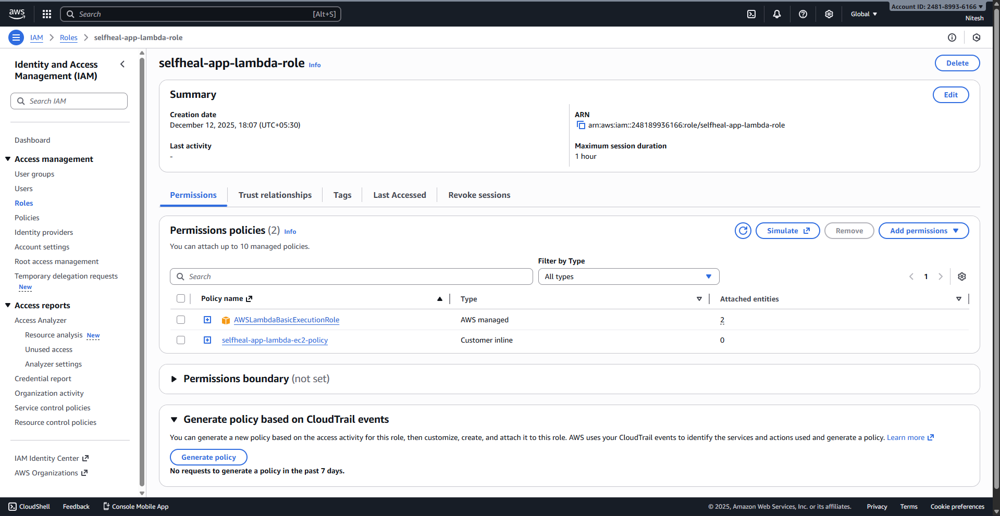 aws
Search
[Alt+S]
Global
Account ID: 2481-8993-6166
Nitesh
IAM
Roles
selfheal-app-lambda-role
Identity and Access
Management (IAM)
Search IAM
Dashboard
Access management
User groups
Users
Roles
Policies
Identity providers
Account settings
Root access management
Temporary delegation requests
New
Access reports
Access Analyzer
Resource analysis New
Unused access
Analyzer settings
Credential report
Organization activity
Service control policies
Resource control policies
IAM Identity Center
AWS Organizations
selfheal-app-lambda-role Info
Delete
Summary
Edit
Creation date
December 12, 2025, 18:07 (UTC+05:30)
ARN
arn:aws:iam::248189936166:role/selfheal-app-lambda-role
Last activity
-
Maximum session duration
1 hour
Permissions
Trust relationships
Tags
Last Accessed
Revoke sessions
Permissions policies (2) Info
Simulate
Remove
Add permissions
You can attach up to 10 managed policies.
Filter by Type
Search
All types
1
Policy name
Type
Attached entities
AWSLambdaBasicExecutionRole
AWS managed
2
selfheal-app-lambda-ec2-policy
Customer inline
0
Permissions boundary (not set)
Generate policy based on CloudTrail events
You can generate a new policy based on the access activity for this role, then customize, create, and attach it to this role. AWS uses your CloudTrail events to identify the services and actions used and generate a policy. Learn more
Generate policy
No requests to generate a policy in the past 7 days.
CloudShell
Feedback
Console Mobile App
© 2025, Amazon Web Services, Inc. or its affiliates.
Privacy
Terms
Cookie preferences